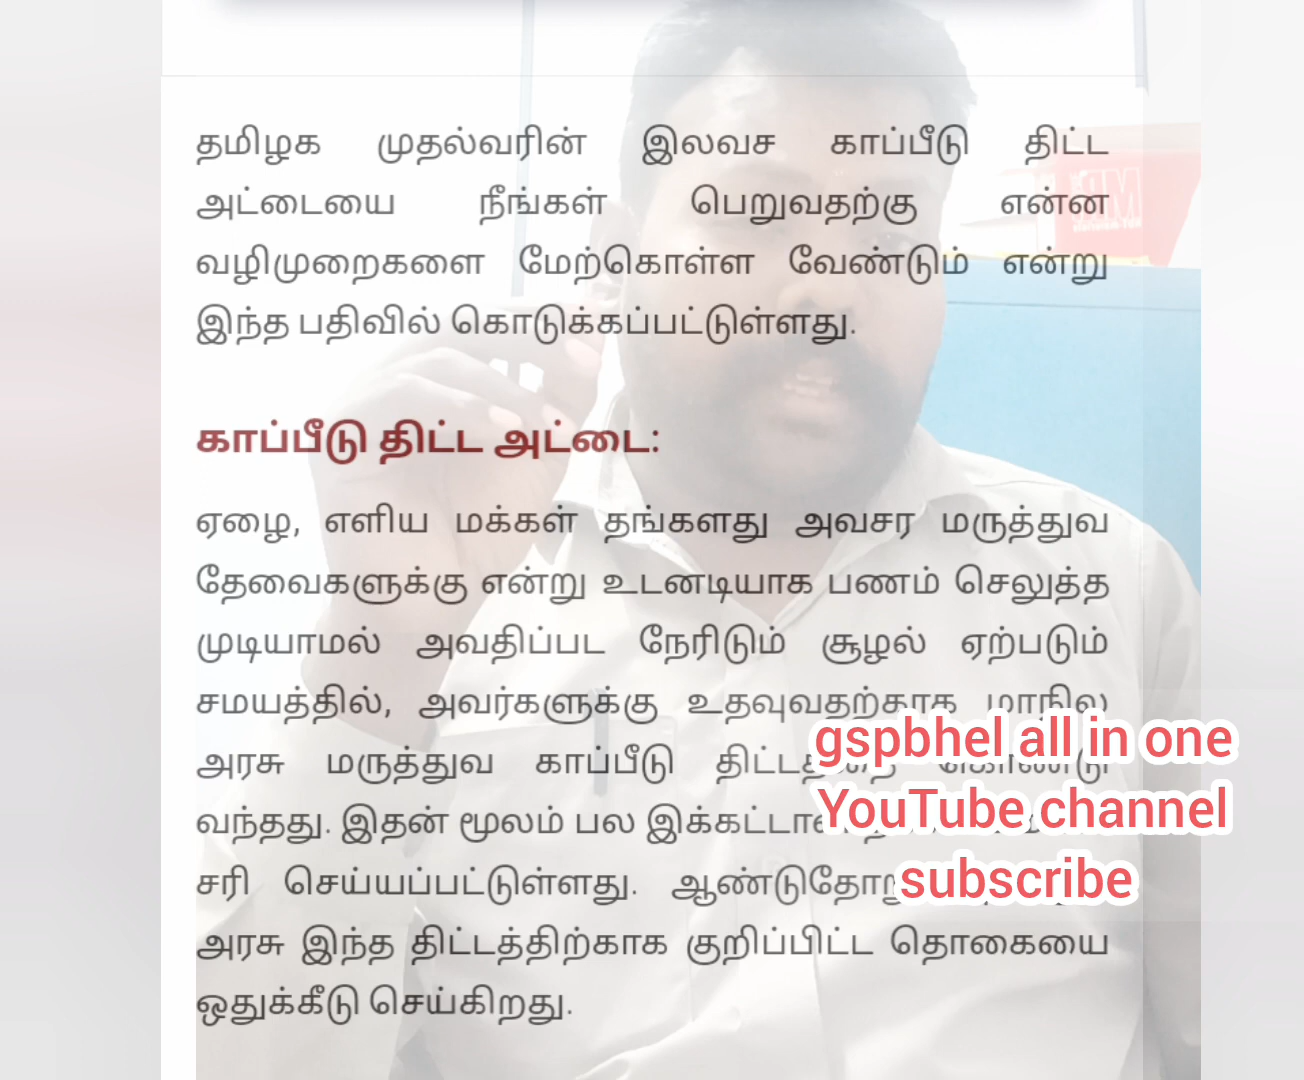 தமிழக முதல்வரின் இலவச காப்பீடு திட்ட
அட்டையை நீங்கள் பெறுவதற்கு என்ன
வழிமுறைகளை மேற்கொள்ள வேண்டும் என்று
இந்த பதிவில் கொடுக்கப்பட்டுள்ளது.
காப்பீடு திட்ட அட்டை:
ஏழை, எளிய மக்கள் தங்களது அவசர மருத்துவ
தேவைகளுக்கு என்று உடனடியாக பணம் செலுத்த
முடியாமல் அவதிப்பட நேரிடும் சூழல் ஏற்படும்
சமயத்தில், அவர்களுக்கு உதவுவதற்காக மாநில
அரசு மருத்துவ காப்பீடு திட்டத்தை கொண்டு
வந்தது. இதன் மூலம் பல
சரி செய்யப்பட்டுள்ளது.
அரசு இந்த திட்டத்திற்காக குறிப்பிட்ட தொகையை
ஒதுக்கீடு செய்கிறது.
gspbhel all in one
YouTube channel
subscribe